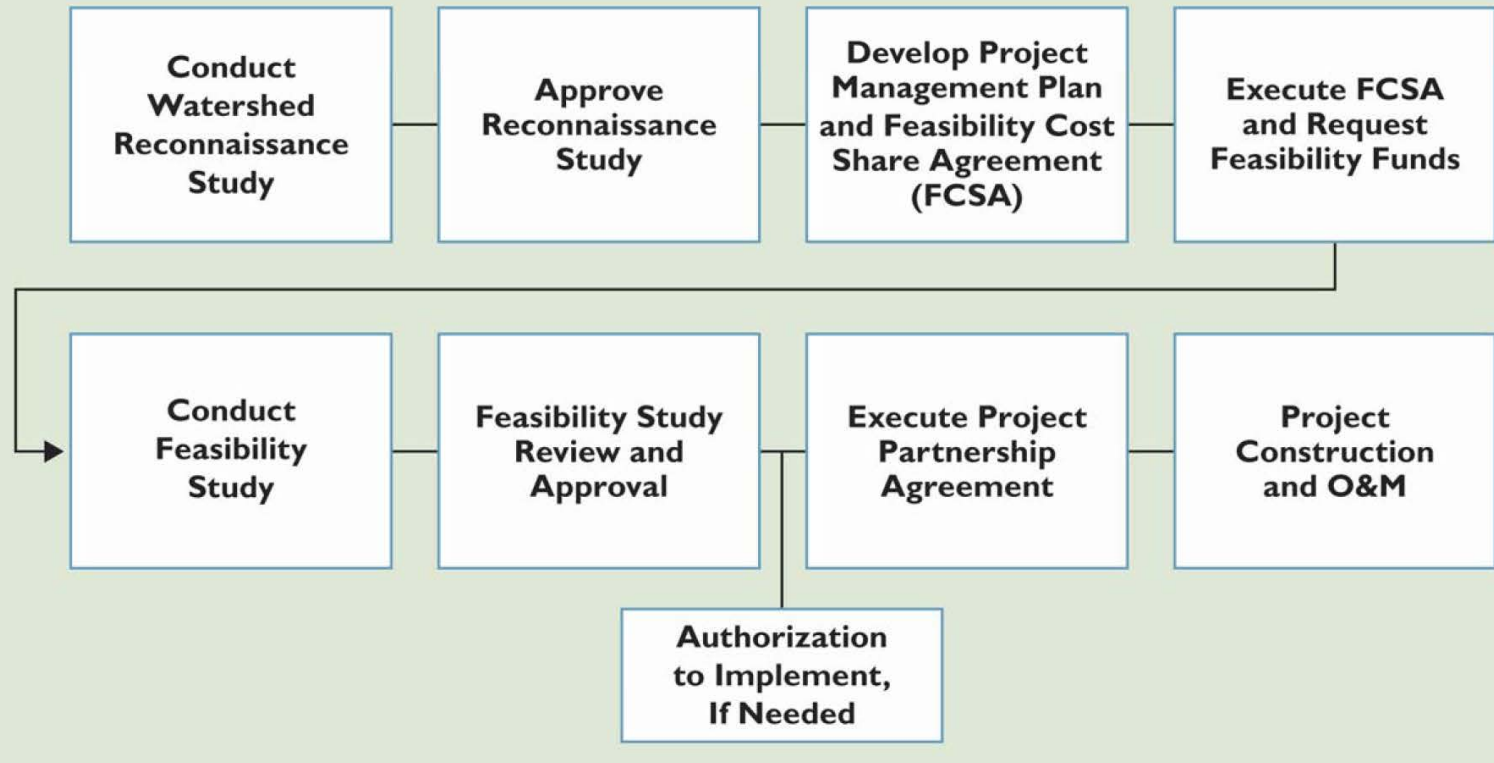 Conduct
Watershed
Reconnaissance
Study
Approve
Reconnaissance
Study
Develop Project
Management Plan
and Feasibility Cost
Share Agreement
(FCSA)
Execute FCSA
and Request
Feasibility Funds
Conduct
Feasibility
Study
Feasibility Study
Review and
Approval
Execute Project
Partnership
Agreement
Project
Construction
and O&M
Authorization
to Implement,
If Needed